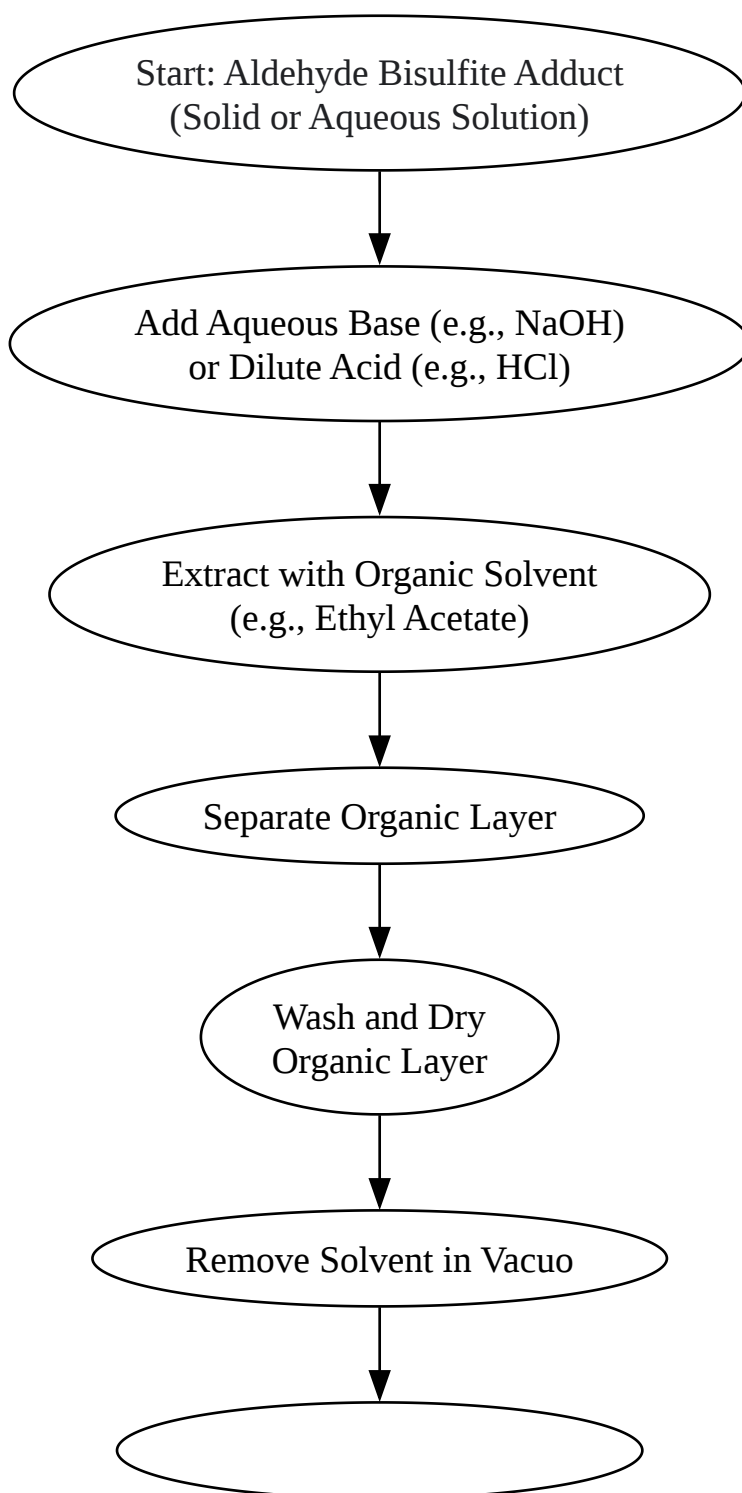 Start: Aldehyde Bisulfite Adduct
(Solid or Aqueous Solution)
Add Aqueous Base (e.g., NaOH)
or Dilute Acid (e.g., HCl)
Extract with Organic Solvent
(e.g., Ethyl Acetate)
Separate Organic Layer
Wash and Dry
Organic Layer
Remove Solvent in Vacuo